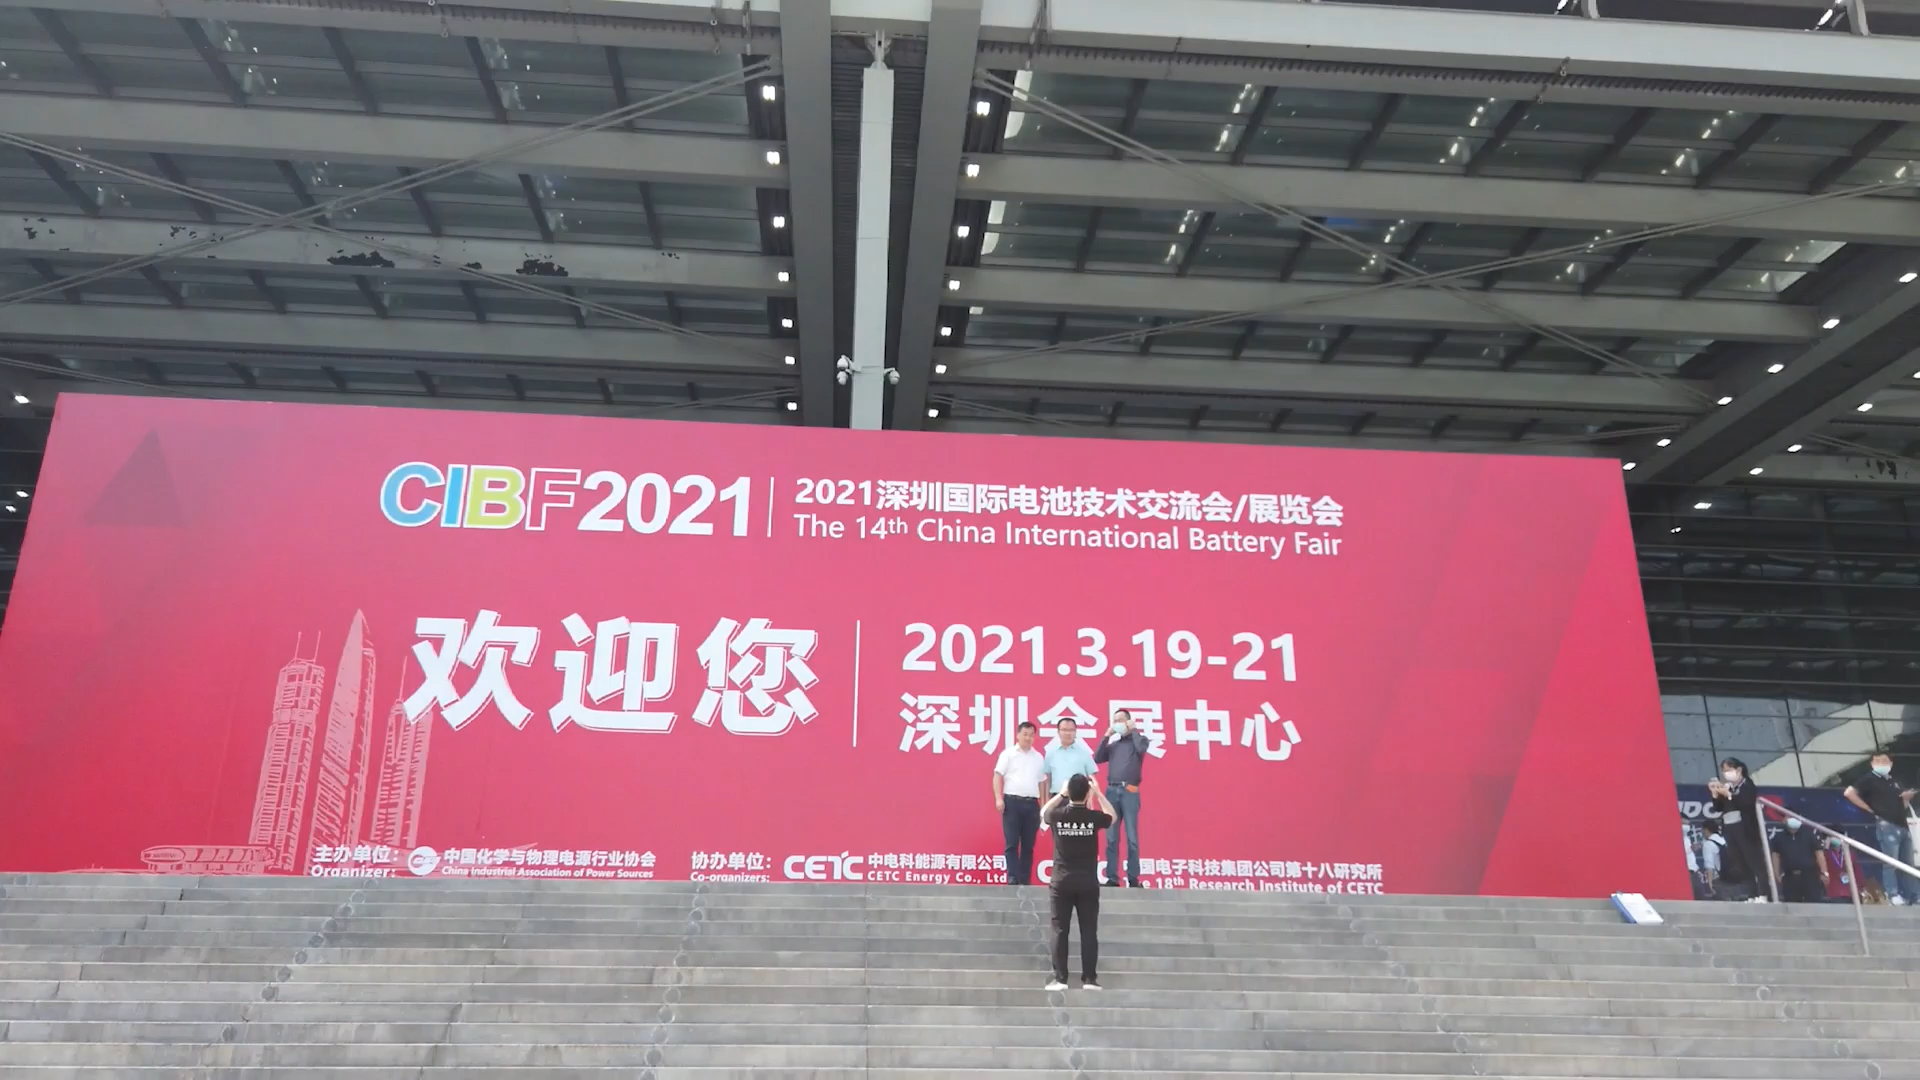 CIBF2021
2021深圳国际电池技术交流会/展览会
The 14th China International Battery Fair
欢迎您
2021.3.19-21
深圳会展中心
主办单位：
Organizer:
中国化学与物理电源行业协会
China Industrial Association of Power Sources
协办单位：
Co-organizers:
CETC
中电科能源有限公司
CETC Energy Co., Ltd
国电子科技集团公司第十八研究所
18th Research Institute of CETC